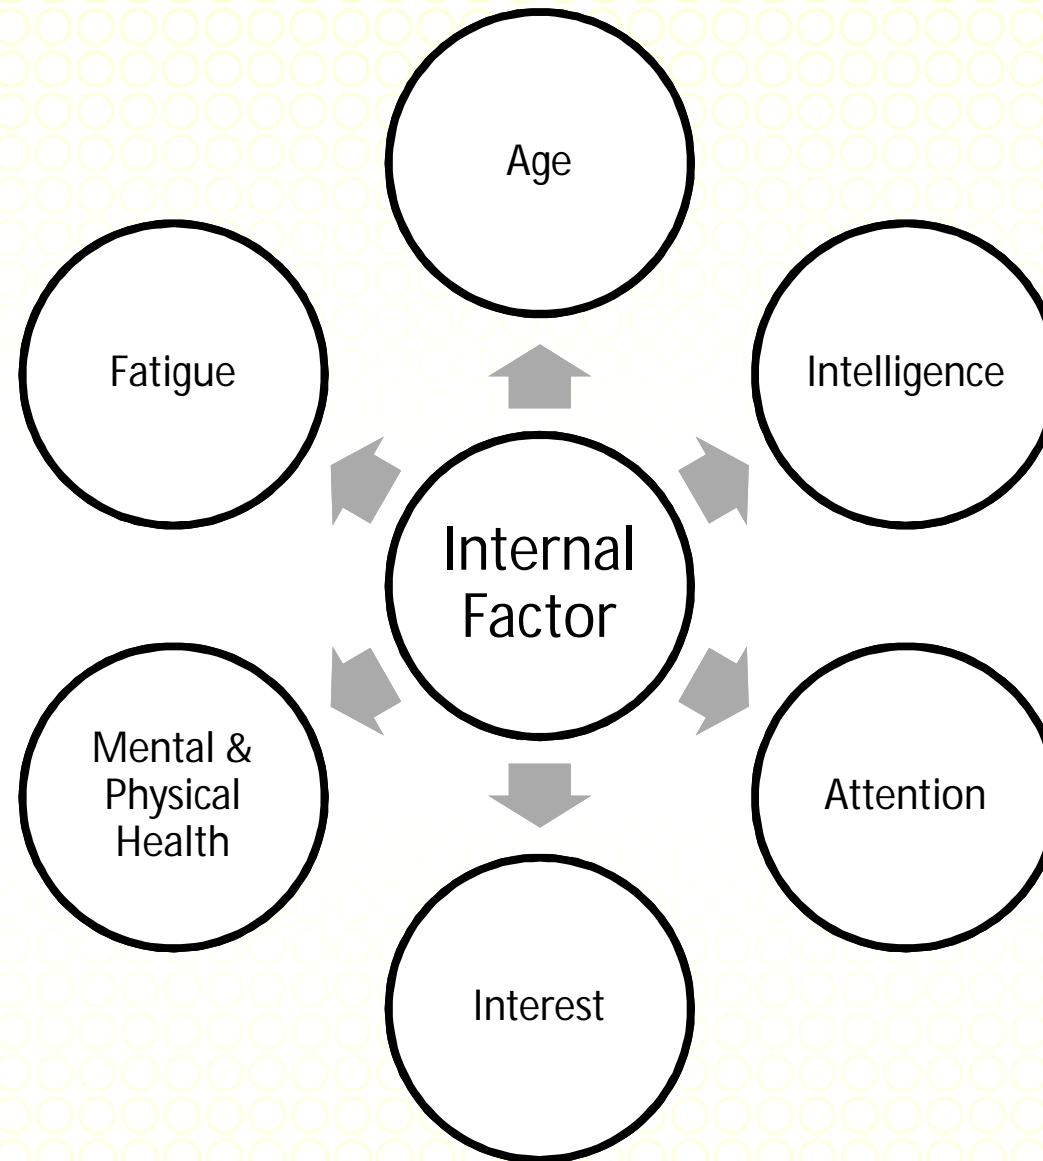 Age
Fatigue
Intelligence
Internal
Factor
Mental &
Physical
Health
Attention
Interest